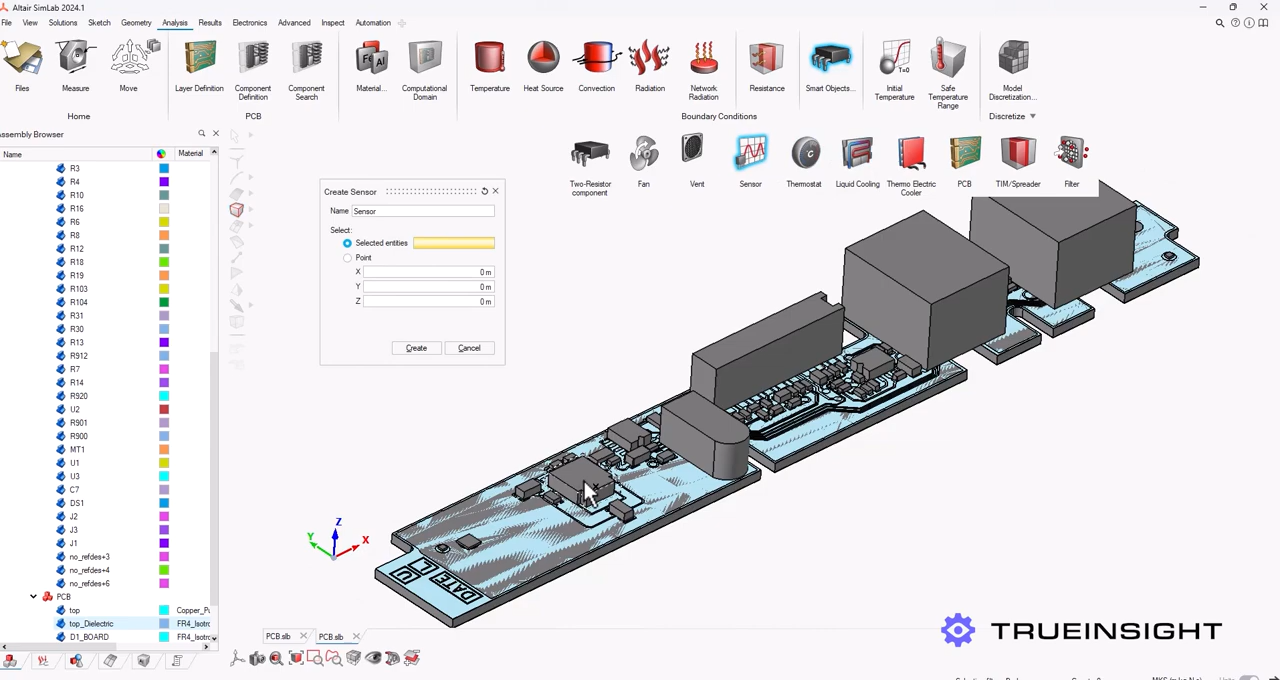 Altair SimLab 2024.1
File View Solutions Sketch Geometry Analysis Results Electronics Advanced Inspect Automation
Files Measure Move Layer Definition Component Definition Component Search Material... Computational Domain Temperature Heat Source Convection Radiation Network Radiation Resistance Smart Objects... Initial Temperature Safe Temperature Range Model Discretization...
Home PCB Boundary Conditions Discretize
Assembly Browser
Name Material
Two-Resistor component Fan Vent Sensor Thermostat Liquid Cooling Thermo Electric Cooler PCB TIM/Spreader Filter
R3
R4
R10
R16
R6
R8
R12
R18
R19
R103
R104
R31
R30
R13
R912
R7
R14
R920
U2
R901
R900
MT1
U1
U3
C7
DS1
J2
J3
J1
no_refdes+3
no_refdes+4
no_refdes+6
PCB
top Copper_Pu
top_Dielectric FR4_Isotro
D1_BOARD FR4_Isotro
Create Sensor
Name Sensor
Select:
Selected entities
Point
X 0 m
Y 0 m
Z 0 m
Create Cancel
Z
Y X
DATE
PCB.slb PCB.slb
TRUEINSIGHT